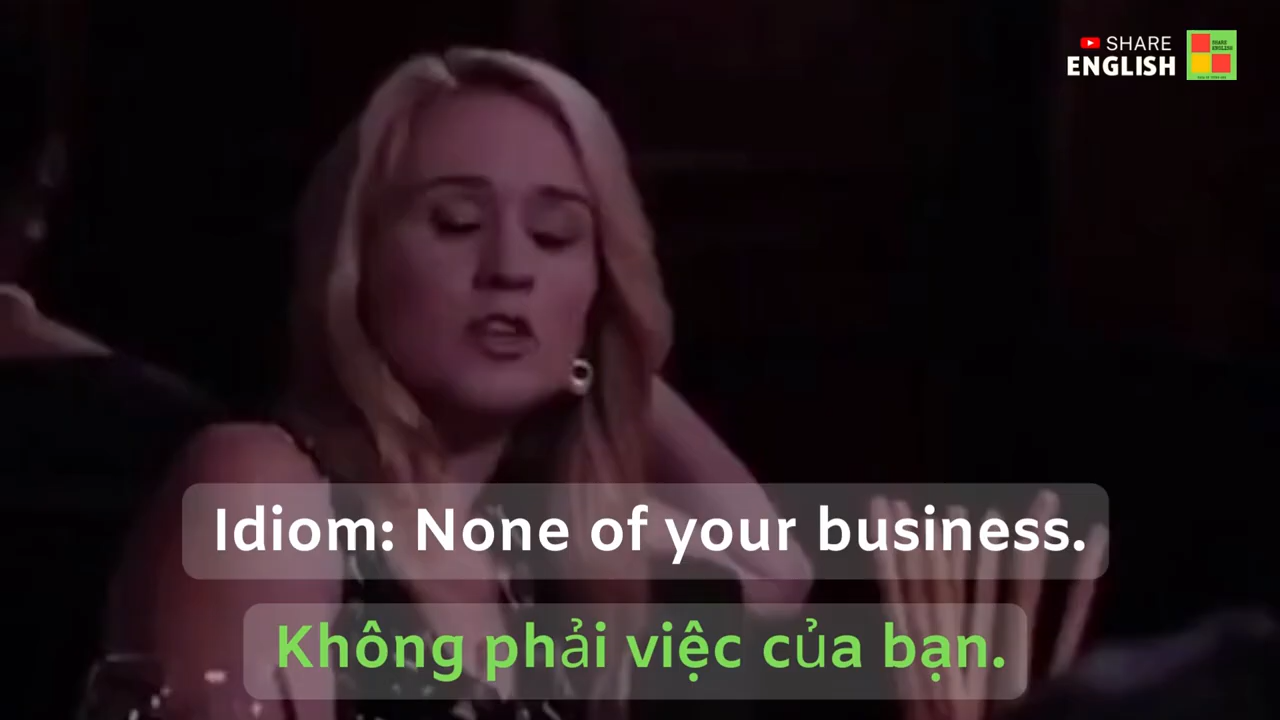 SHARE
ENGLISH
Idiom: None of your business.
Không phải việc của bạn.